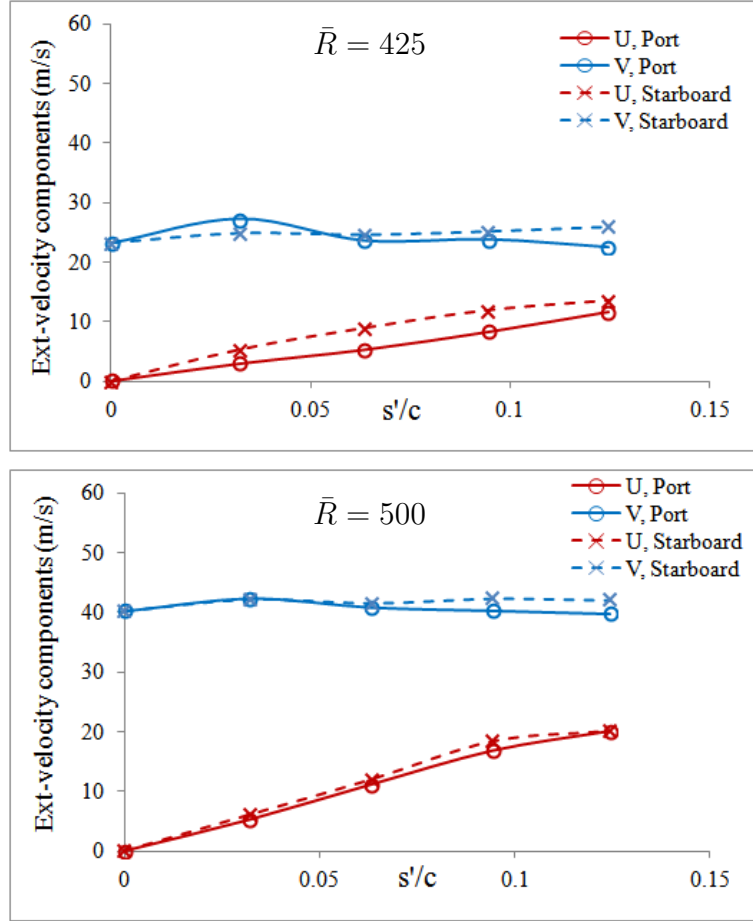 60
50
40
30
20
10
0
Ext-velocity components (m/s)
R̄ = 425
U, Port
V, Port
U, Starboard
V, Starboard
0
0.05
0.1
0.15
s'/c
60
50
40
30
20
10
0
Ext-velocity components (m/s)
R̄ = 500
U, Port
V, Port
U, Starboard
V, Starboard
0
0.05
0.1
0.15
s'/c